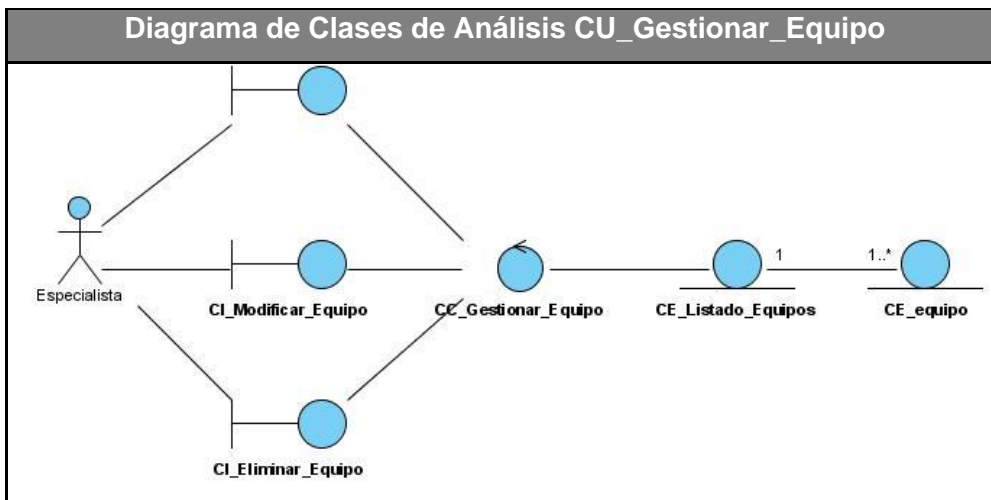 Diagrama de Clases de Análisis CU_Gestionar_Equipo
Especialista
CI_Modificar_Equipo
CC_Gestionar_Equipo
CE_Listado_Equipos
1
1..*
CE_equipo
CI_Eliminar_Equipo